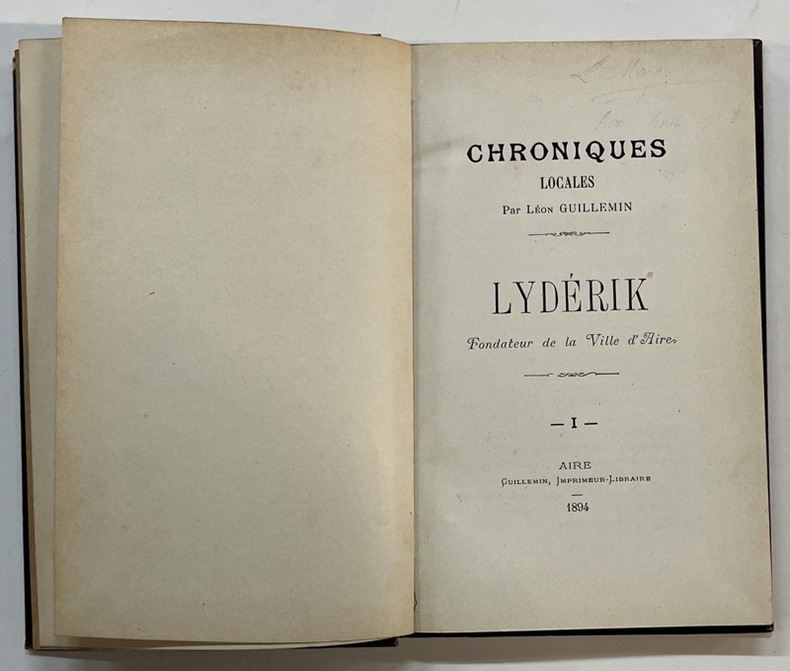 CHRONIQUES
LOCALES
Par LÉON GUILLEMIN
LYDÉRIK
Fondateur de la Ville d'Aire
— I —
AIRE
GUILLEMIN, IMPRIMEUR-LIBRAIRE
1894